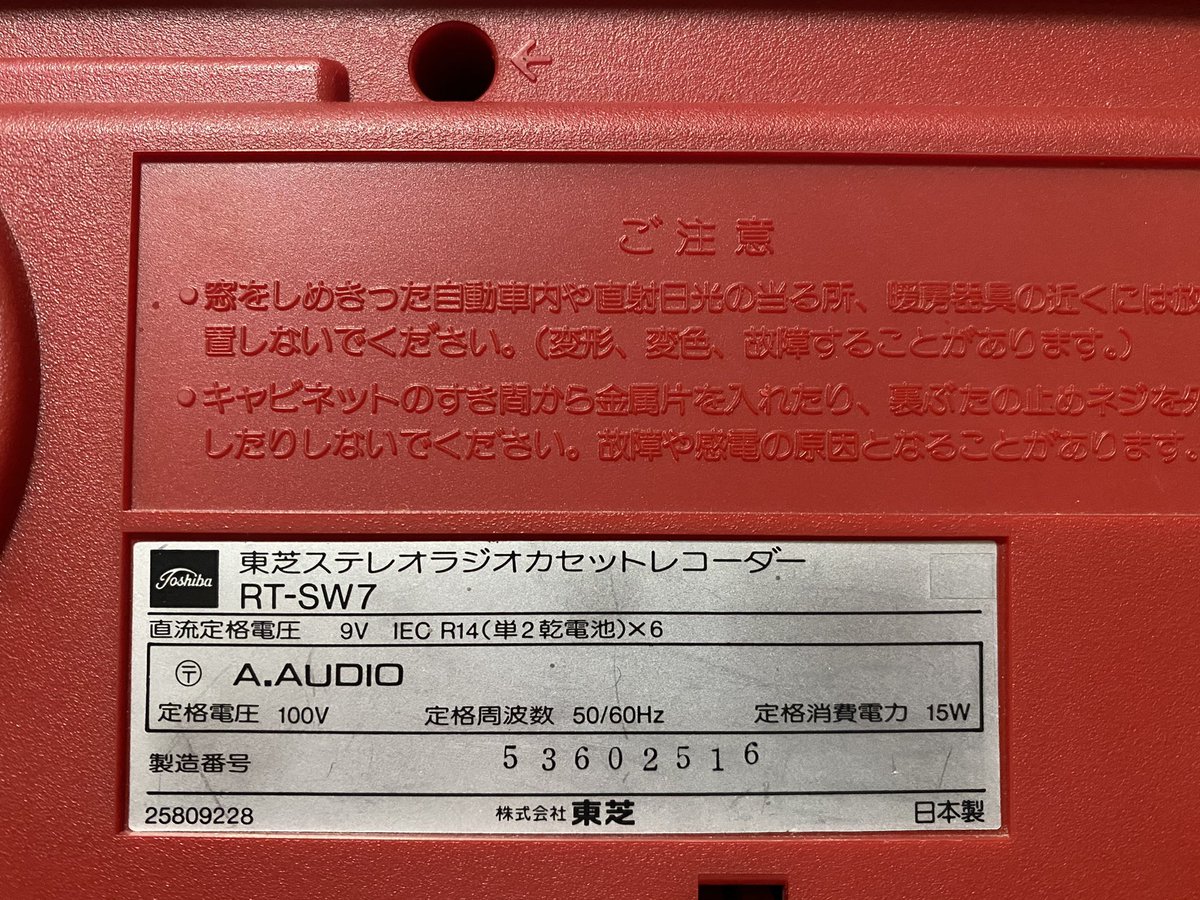 ご注意
●窓をしめきった自動車内や直射日光の当る所、暖房器具の近くには放
置しないでください。(変形、変色、故障することがあります。)
●キャビネットのすき間から金属片を入れたり、裏ぶたの止めネジを外
したりしないでください。故障や感電の原因となることがあります。
Toshiba 東芝ステレオラジオカセットレコーダー
RT-SW7
直流定格電圧 9V IEC R14(単2乾電池)×6
〒 A.AUDIO
定格電圧 100V 定格周波数 50/60Hz 定格消費電力 15W
製造番号 53602516
25809228 株式会社 東芝 日本製